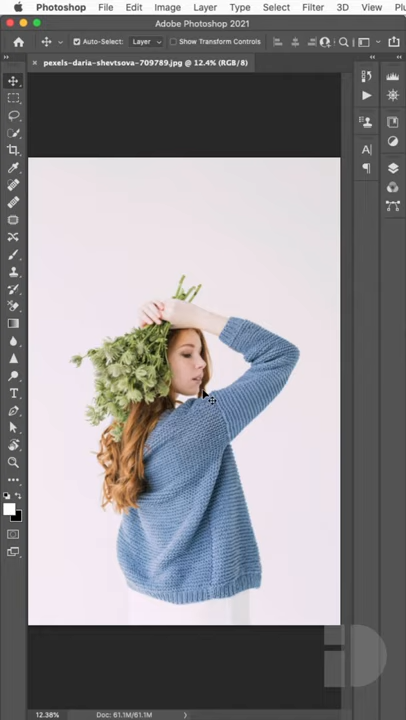 Photoshop File Edit Image Layer Type Select Filter 3D View
Adobe Photoshop 2021
Auto-Select: Layer Show Transform Controls
× pexels-daria-shevtsova-709789.jpg @ 12.4% (RGB/8)
A|
T
12.38% Doc: 61.1M/61.1M